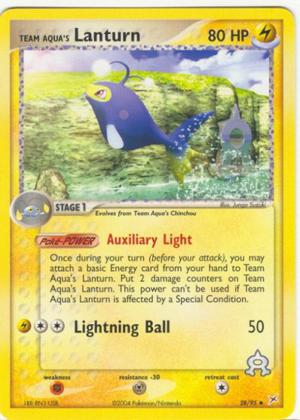 TEAM AQUA'S Lanturn 80 HP
Illus. Junya Suzuki
STAGE 1
Evolves from Team Aqua's Chinchou
Poké-POWER Auxiliary Light
Once during your turn (before your attack), you may
attach a basic Energy card from your hand to Team
Aqua's Lanturn. Put 2 damage counters on Team
Aqua's Lanturn. This power can't be used if Team
Aqua's Lanturn is affected by a Special Condition.
Lightning Ball 50
weakness resistance -30 retreat cost
©2004 Pokémon/Nintendo
28/95